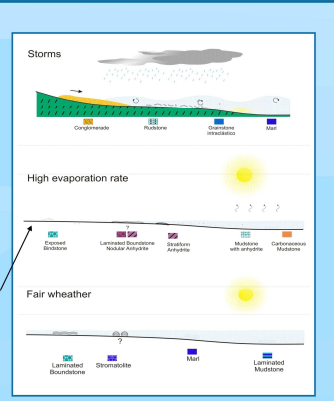 Storms
Conglomerade
Rudstone
Grainstone
intraclástico
Marl
High evaporation rate
?
Exposed
Bindstone
Laminated Boundstone
Nodular Anhydrite
Stratiform
Anhydrite
Mudstone
with anhydrite
Carbonaceous
Mudstone
Fair wheather
?
Laminated
Boundstone
Stromatolite
Marl
Laminated
Mudstone